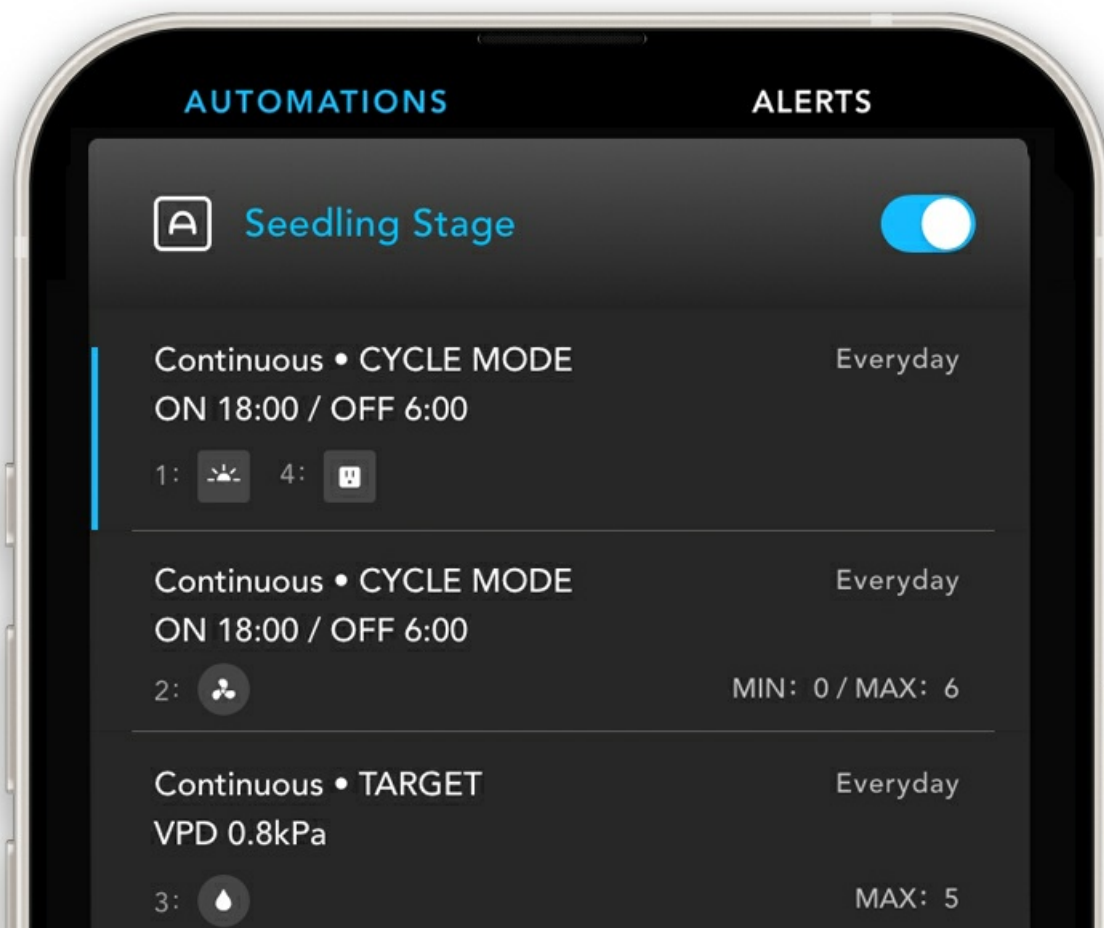 AUTOMATIONS ALERTS
Seedling Stage
Continuous • CYCLE MODE Everyday
ON 18:00 / OFF 6:00
1: 4:
Continuous • CYCLE MODE Everyday
ON 18:00 / OFF 6:00
2: MIN: 0 / MAX: 6
Continuous • TARGET Everyday
VPD 0.8kPa
3: MAX: 5